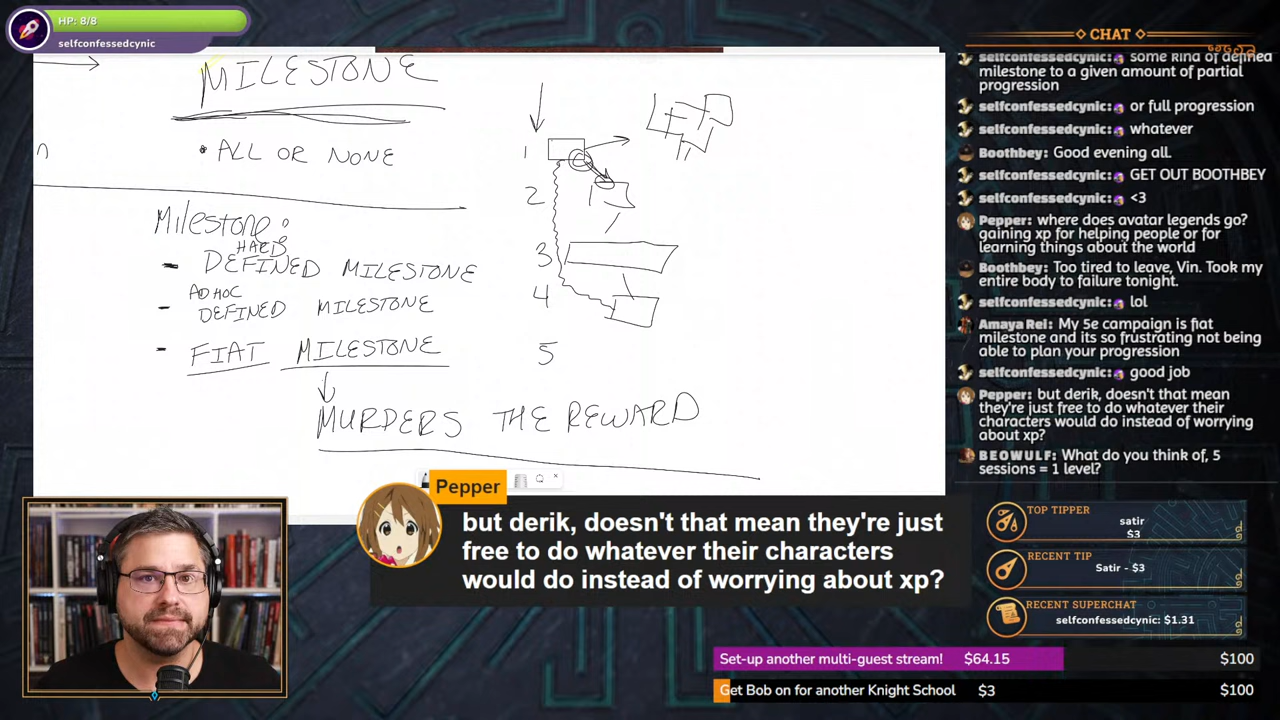 HP: 8/8
selfconfessedcynic
MILESTONE
n
• ALL OR NONE
Milestone:
HARD
- DEFINED MILESTONE
AD HOC
- DEFINED MILESTONE
- FIAT MILESTONE
MURDERS THE REWARD
1
2
3
4
5
Pepper
but derik, doesn't that mean they're just
free to do whatever their characters
would do instead of worrying about xp?
CHAT
selfconfessedcynic: some kind of defined
milestone to a given amount of partial
progression
selfconfessedcynic: or full progression
selfconfessedcynic: whatever
Boothbey: Good evening all.
selfconfessedcynic: GET OUT BOOTHBEY
selfconfessedcynic: <3
Pepper: where does avatar legends go?
gaining xp for helping people or for
learning things about the world
Boothbey: Too tired to leave, Vin. Took my
entire body to failure tonight.
selfconfessedcynic: lol
Amaya Rei: My 5e campaign is fiat
milestone and its so frustrating not being
able to plan your progression
selfconfessedcynic: good job
Pepper: but derik, doesn't that mean
they're just free to do whatever their
characters would do instead of worrying
about xp?
BEOWULF: What do you think of, 5
sessions = 1 level?
TOP TIPPER
satir
$3
RECENT TIP
Satir - $3
RECENT SUPERCHAT
selfconfessedcynic: $1.31
Set-up another multi-guest stream! $64.15 $100
Get Bob on for another Knight School $3 $100